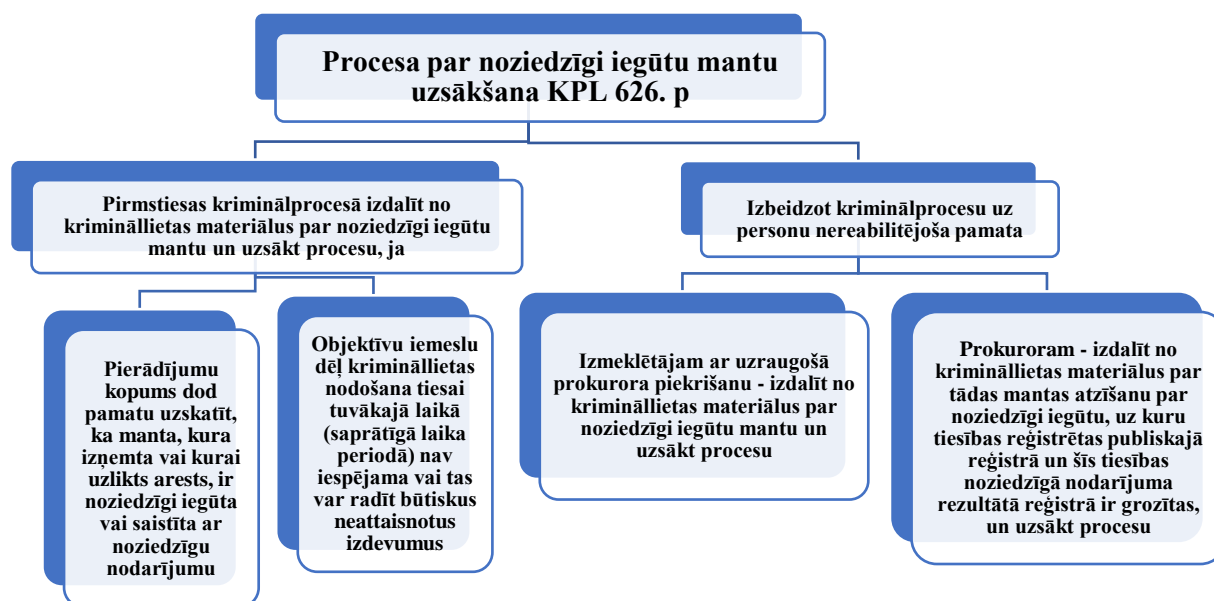 Procesa par noziedzīgi iegūtu mantu
uzsākšana KPL 626. p
Pirmstiesas kriminālprocesā izdalīt no
krimināllietas materiālus par noziedzīgi iegūtu
mantu un uzsākt procesu, ja
Pierādījumu
kopums dod
pamatu uzskatīt,
ka manta, kura
izņemta vai kurai
uzlikts arests, ir
noziedzīgi iegūta
vai saistīta ar
noziedzīgu
nodarījumu
Objektīvu iemeslu
dēļ krimināllietas
nodošana tiesai
tuvākajā laikā
(saprātīgā laika
periodā) nav
iespējama vai tas
var radīt būtiskus
neattaisnotus
izdevumus
Izbeidzot kriminālprocesu uz
personu nereabilitējoša pamata
Izmeklētājam ar uzraugošā
prokurora piekrišanu - izdalīt no
krimināllietas materiālus par
noziedzīgi iegūtu mantu un
uzsākt procesu
Prokuroram - izdalīt no
krimināllietas materiālus par
tādas mantas atzīšanu par
noziedzīgi iegūtu, uz kuru
tiesības reģistrētas publiskajā
reģistrā un šīs tiesības
noziedzīgā nodarījuma
rezultātā reģistrā ir grozītas,
un uzsākt procesu